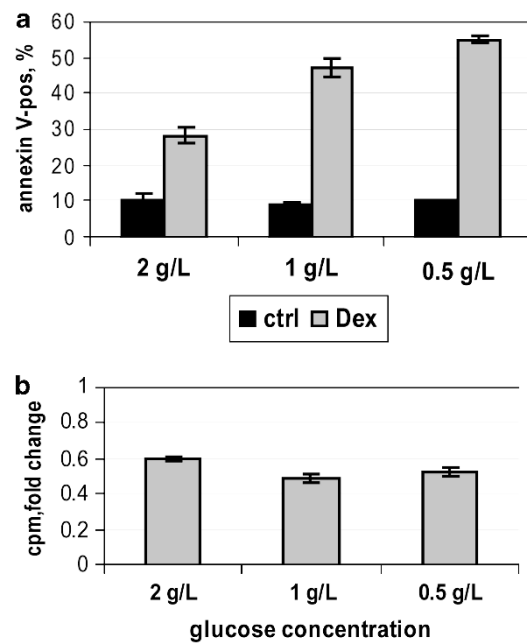 a
annexin V-pos, %
60
50
40
30
20
10
0
2 g/L 1 g/L 0.5 g/L
ctrl Dex
b
cpm,fold change
1
0.8
0.6
0.4
0.2
0
2 g/L 1 g/L 0.5 g/L
glucose concentration